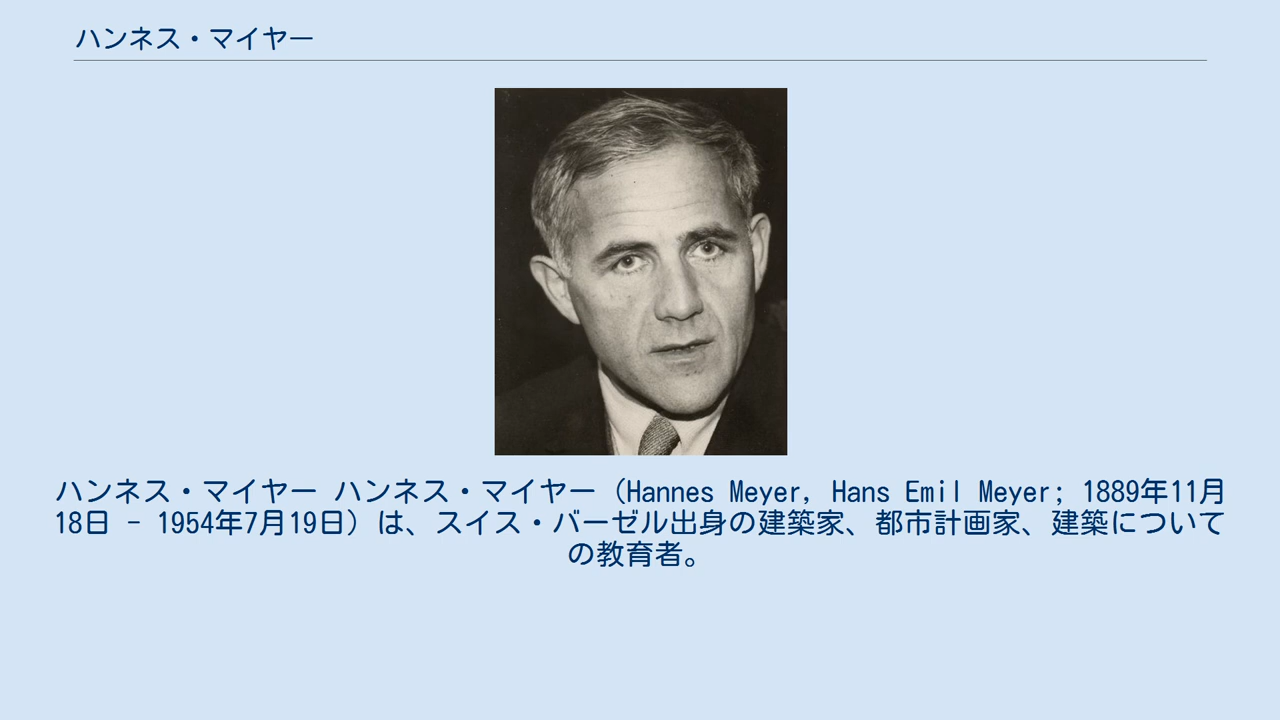 ハンネス・マイヤー
ハンネス・マイヤー ハンネス・マイヤー（Hannes Meyer, Hans Emil Meyer; 1889年11月
18日 - 1954年7月19日）は、スイス・バーゼル出身の建築家、都市計画家、建築について
の教育者。